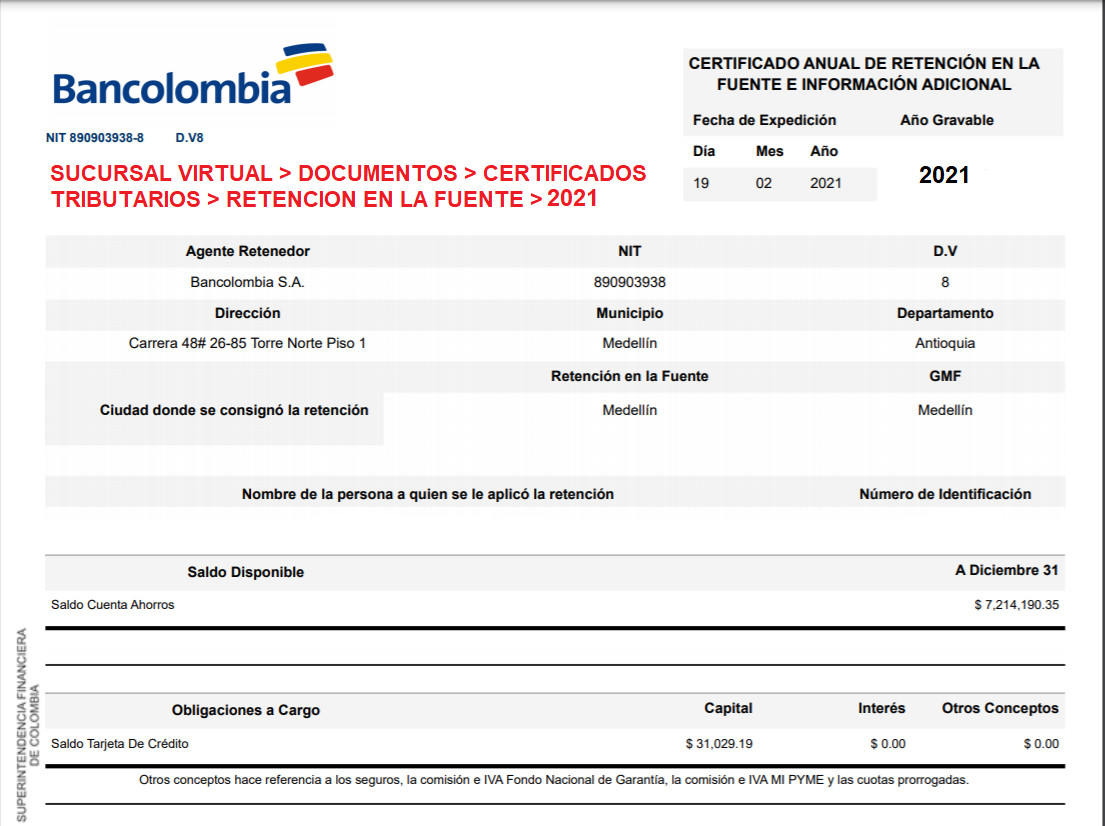 Bancolombia
NIT 890903938-8 D.V8
SUCURSAL VIRTUAL > DOCUMENTOS > CERTIFICADOS
TRIBUTARIOS > RETENCION EN LA FUENTE > 2021
CERTIFICADO ANUAL DE RETENCIÓN EN LA
FUENTE E INFORMACIÓN ADICIONAL
Fecha de Expedición Año Gravable
Día Mes Año
19 02 2021 2021
Agente Retenedor NIT D.V
Bancolombia S.A. 890903938 8
Dirección Municipio Departamento
Carrera 48# 26-85 Torre Norte Piso 1 Medellín Antioquia
Retención en la Fuente GMF
Ciudad donde se consignó la retención Medellín Medellín
Nombre de la persona a quien se le aplicó la retención Número de Identificación
Saldo Disponible A Diciembre 31
Saldo Cuenta Ahorros $ 7,214,190.35
Obligaciones a Cargo Capital Interés Otros Conceptos
Saldo Tarjeta De Crédito $ 31,029.19 $ 0.00 $ 0.00
Otros conceptos hace referencia a los seguros, la comisión e IVA Fondo Nacional de Garantía, la comisión e IVA MI PYME y las cuotas prorrogadas.
SUPERINTENDENCIA FINANCIERA
DE COLOMBIA